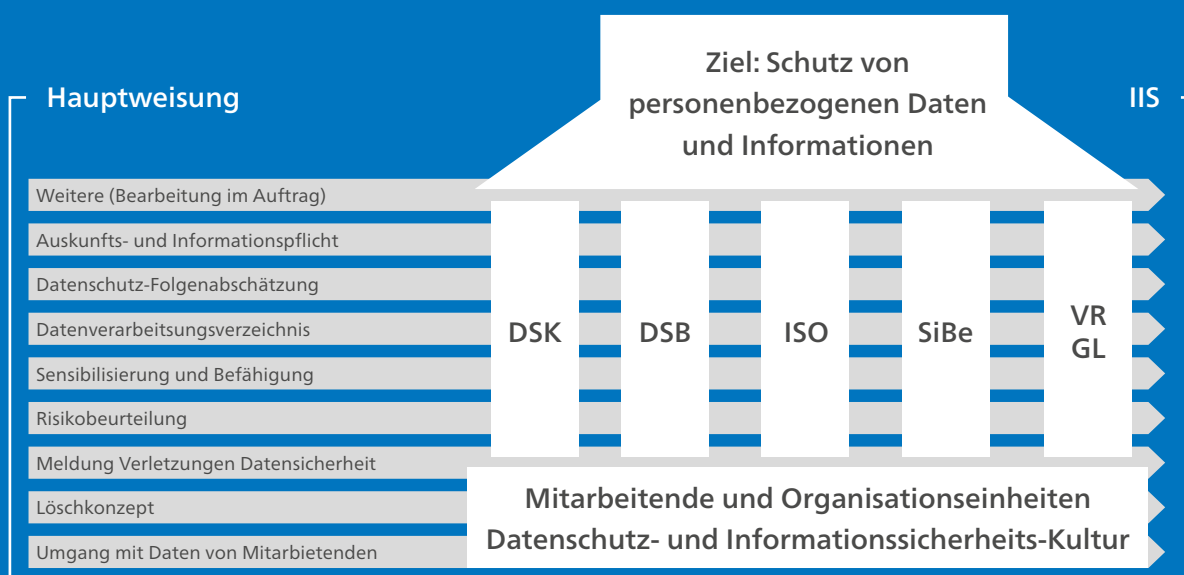 Hauptweisung
Ziel: Schutz von
personenbezogenen Daten
und Informationen
IIS
Weitere (Bearbeitung im Auftrag)
Auskunfts- und Informationspflicht
Datenschutz-Folgenabschätzung
Datenverarbeitsungsverzeichnis
Sensibilisierung und Befähigung
Risikobeurteilung
Meldung Verletzungen Datensicherheit
Löschkonzept
Umgang mit Daten von Mitarbietenden
DSK
DSB
ISO
SiBe
VR
GL
Mitarbeitende und Organisationseinheiten
Datenschutz- und Informationssicherheits-Kultur